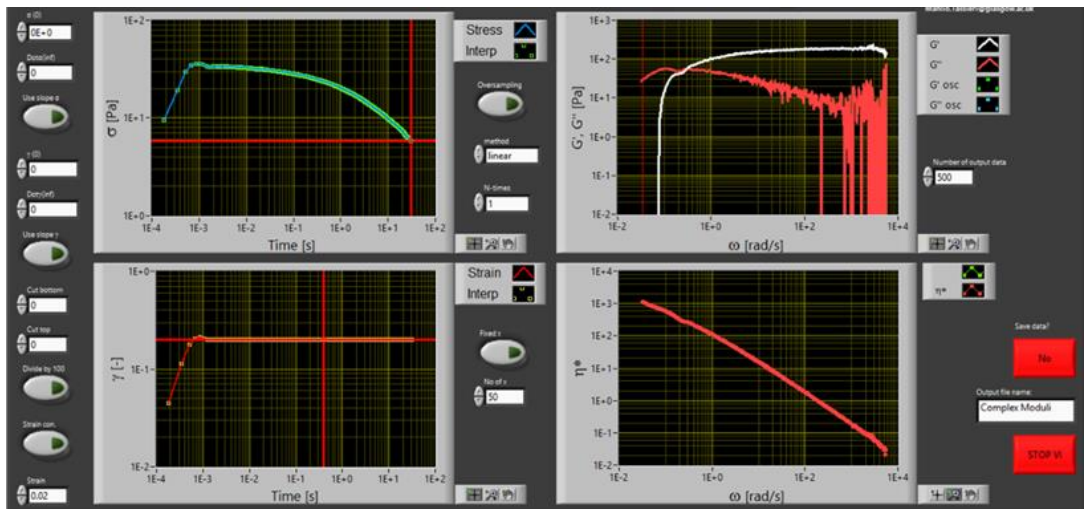 σ (0)
0E+0
Dotσ(inf)
0
Use slope σ
γ (0)
0
Dotγ(inf)
0
Use slope γ
Cut bottom
0
Cut top
0
Divide by 100
Strain con.
Strain
0.02
1E+2
1E+1
1E+0
σ [Pa]
1E-4
1E-3
1E-2
1E-1
1E+0
1E+1
1E+2
Time [s]
Stress
Interp
Oversampling
method
linear
N-times
1
1E+0
1E-1
1E-2
γ [-]
1E-4
1E-3
1E-2
1E-1
1E+0
1E+1
1E+2
Time [s]
Strain
Interp
Fixed τ
No of τ
50
1E+3
1E+2
1E+1
1E+0
1E-1
1E-2
G', G'' [Pa]
1E-2
1E+0
1E+2
1E+4
ω [rad/s]
G'
G''
G' osc
G'' osc
Number of output data
500
1E+4
1E+3
1E+2
1E+1
1E+0
1E-1
1E-2
η*
1E-2
1E+0
1E+2
1E+4
ω [rad/s]
η*
Save data?
No
Output file name:
Complex Moduli
STOP VI